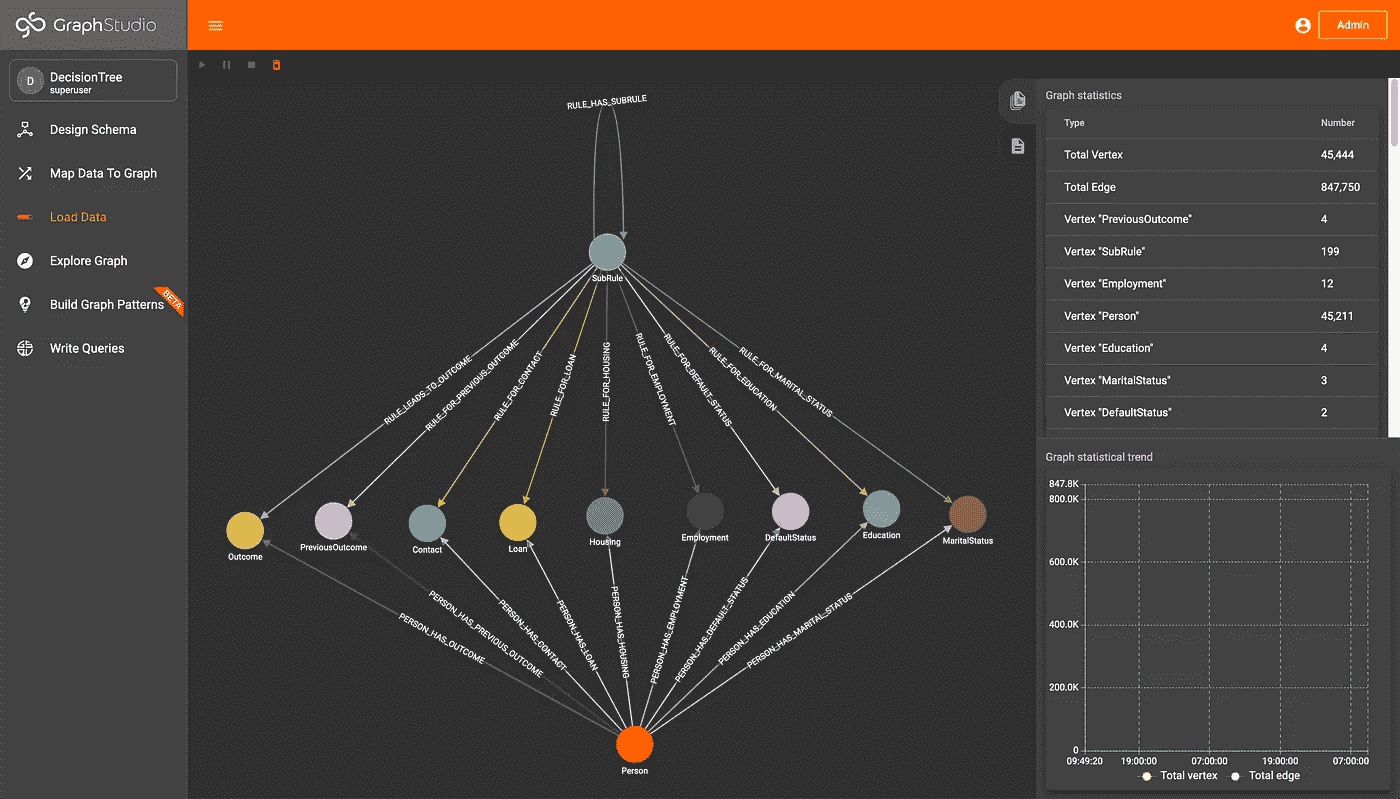 GraphStudio
Admin
D
DecisionTree
superuser
Design Schema
Map Data To Graph
Load Data
Explore Graph
Build Graph Patterns
BETA
Write Queries
RULE_HAS_SUBRULE
SubRule
RULE_LEADS_TO_OUTCOME
RULE_FOR_PREVIOUS_OUTCOME
RULE_FOR_CONTACT
RULE_FOR_LOAN
RULE_FOR_HOUSING
RULE_FOR_EMPLOYMENT
RULE_FOR_DEFAULT_STATUS
RULE_FOR_EDUCATION
RULE_FOR_MARITAL_STATUS
Outcome
PreviousOutcome
Contact
Loan
Housing
Employment
DefaultStatus
Education
MaritalStatus
PERSON_HAS_OUTCOME
PERSON_HAS_PREVIOUS_OUTCOME
PERSON_HAS_CONTACT
PERSON_HAS_LOAN
PERSON_HAS_HOUSING
PERSON_HAS_EMPLOYMENT
PERSON_HAS_DEFAULT_STATUS
PERSON_HAS_EDUCATION
PERSON_HAS_MARITAL_STATUS
Person
Graph statistics
Type Number
Total Vertex 45,444
Total Edge 847,750
Vertex "PreviousOutcome" 4
Vertex "SubRule" 199
Vertex "Employment" 12
Vertex "Person" 45,211
Vertex "Education" 4
Vertex "MaritalStatus" 3
Vertex "DefaultStatus" 2
Graph statistical trend
847.8K
800.0K
600.0K
400.0K
200.0K
0
09:49:20 19:00:00 07:00:00 19:00:00 07:00:00
Total vertex Total edge